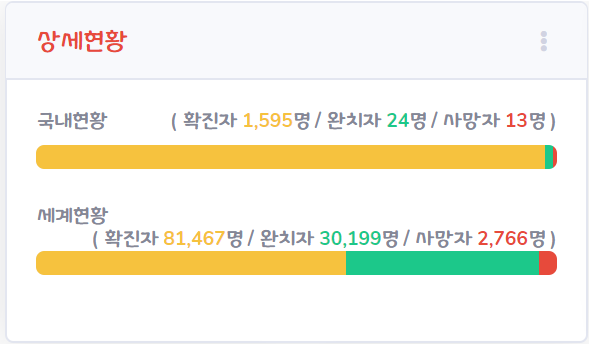 상세현황
국내현황 ( 확진자 1,595명 / 완치자 24명 / 사망자 13명 )
세계현황
( 확진자 81,467명 / 완치자 30,199명 / 사망자 2,766명 )